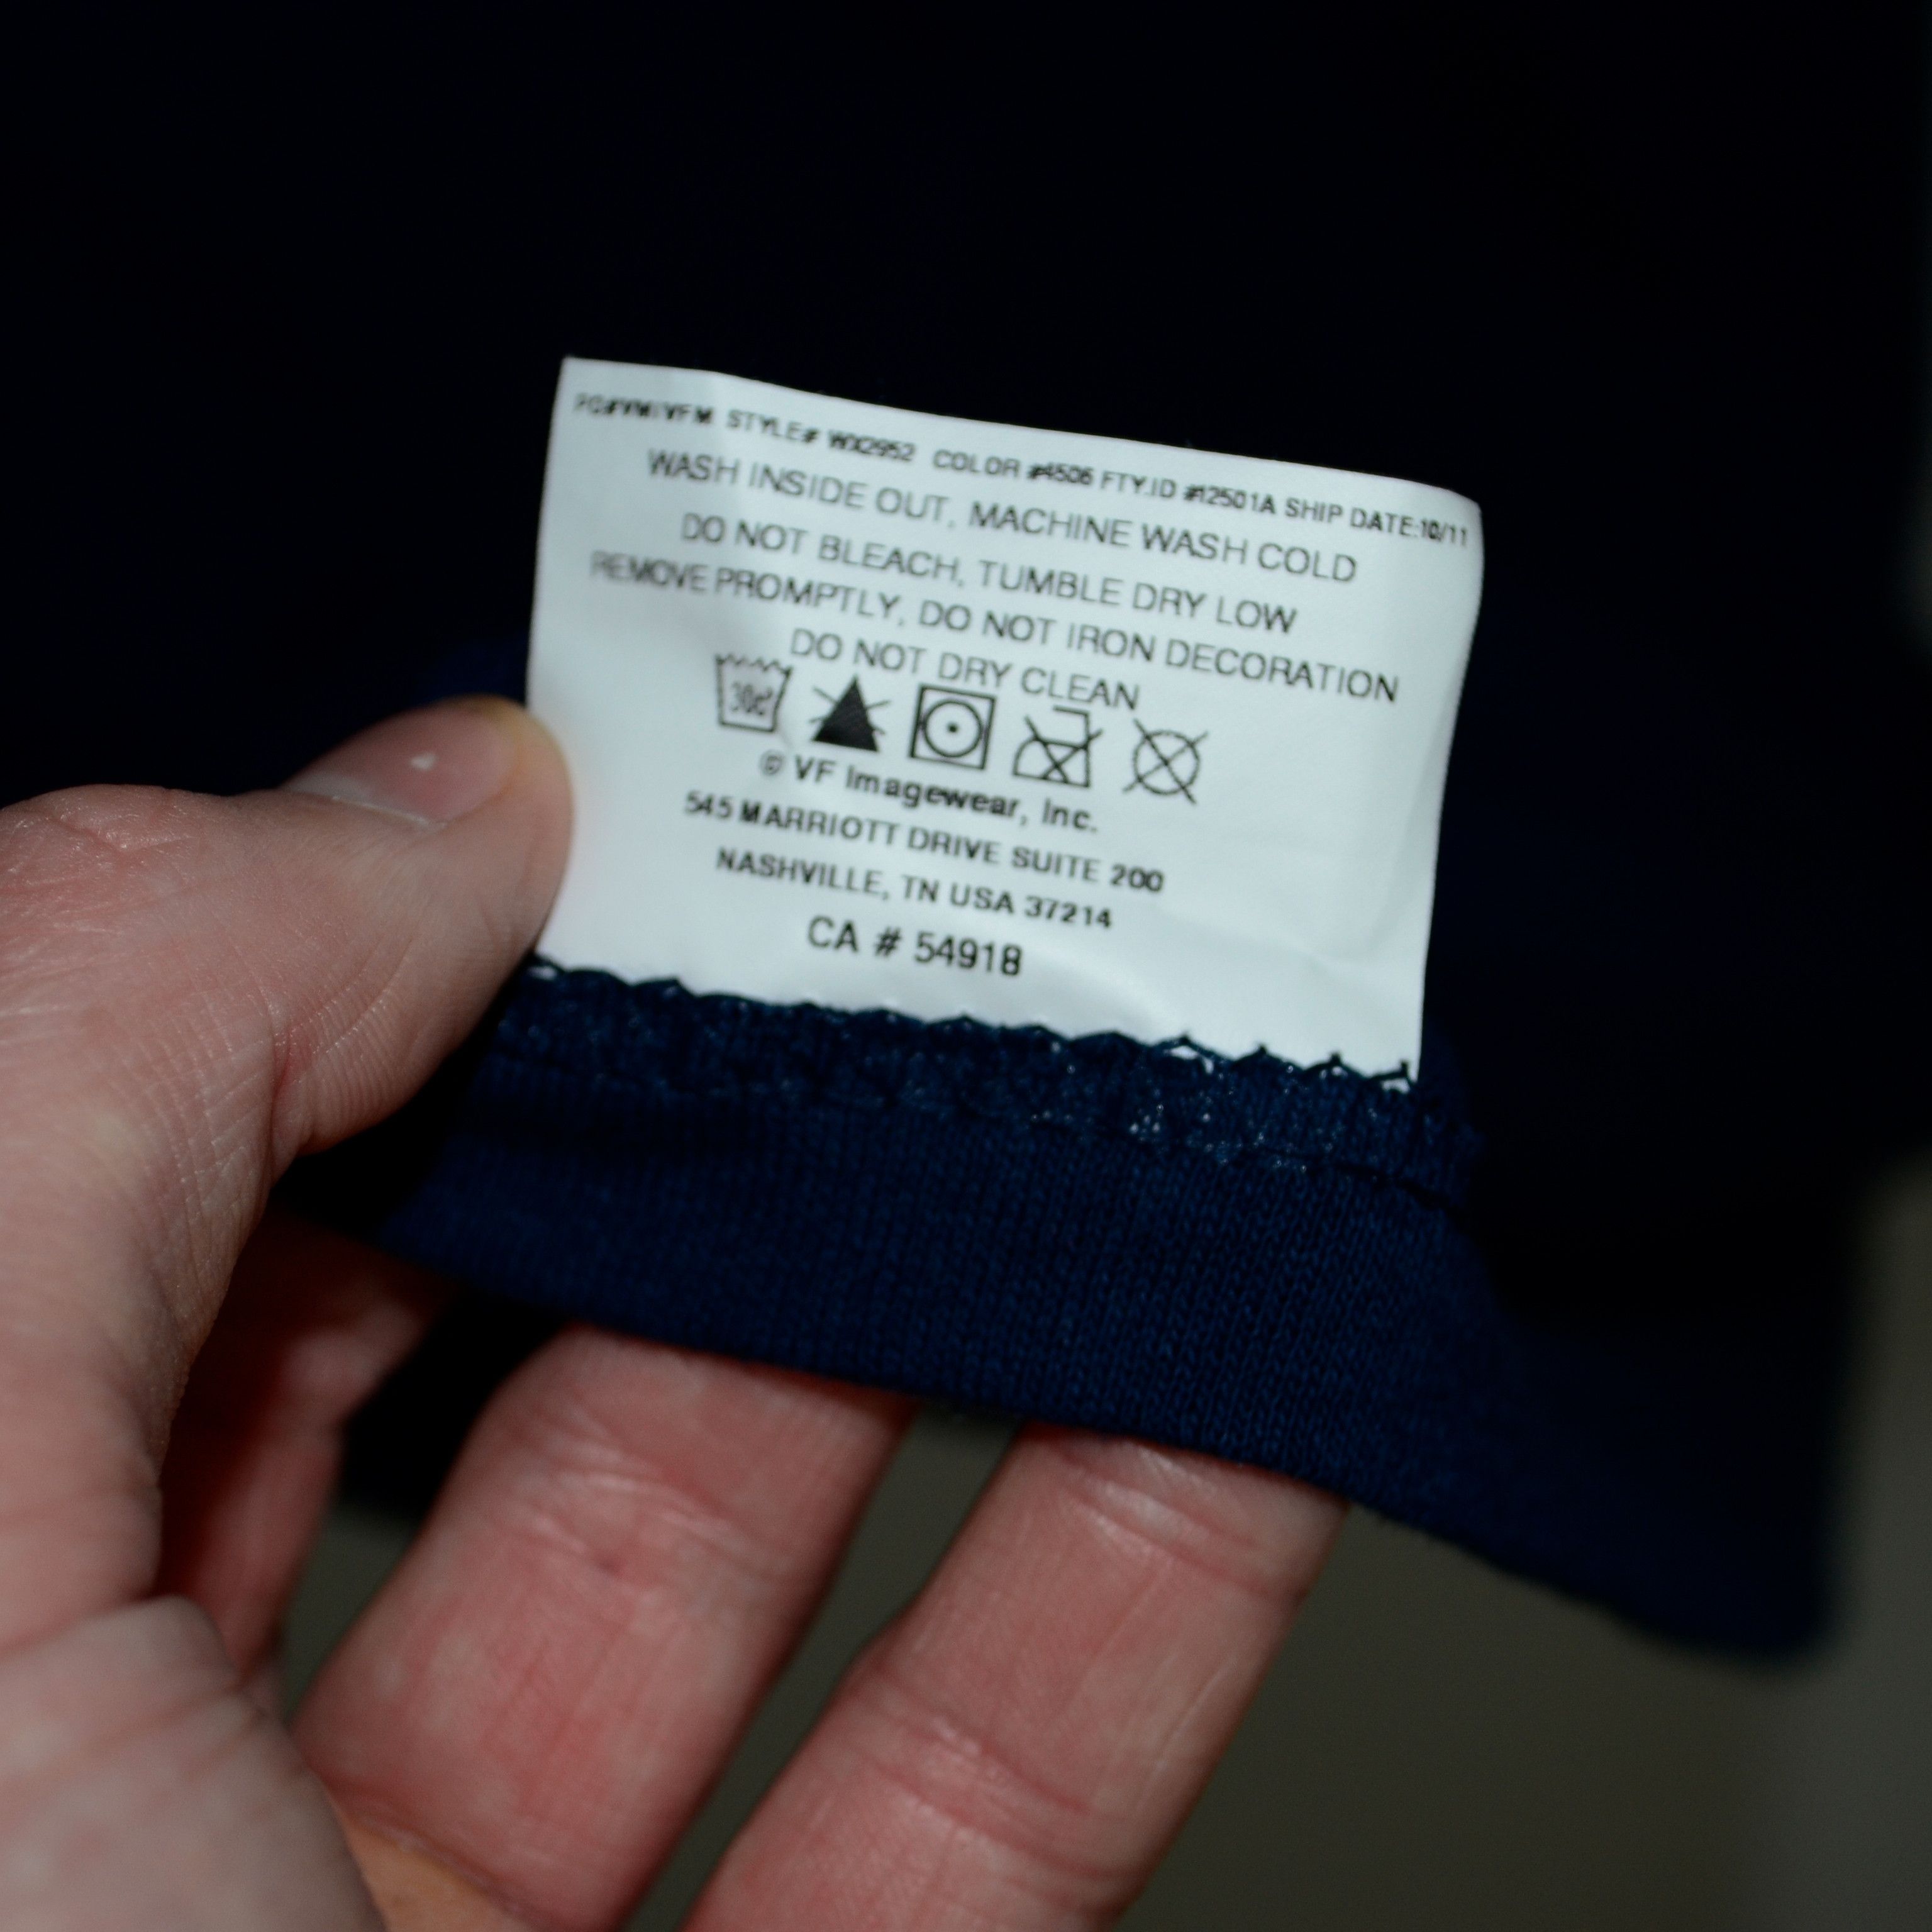 STYLE# WX2952 COLOR #4506 FTY.ID #12501A SHIP DATE:10/11
WASH INSIDE OUT, MACHINE WASH COLD
DO NOT BLEACH, TUMBLE DRY LOW
REMOVE PROMPTLY, DO NOT IRON DECORATION
DO NOT DRY CLEAN
© VF Imagewear, Inc.
545 MARRIOTT DRIVE SUITE 200
NASHVILLE, TN USA 37214
CA # 54918